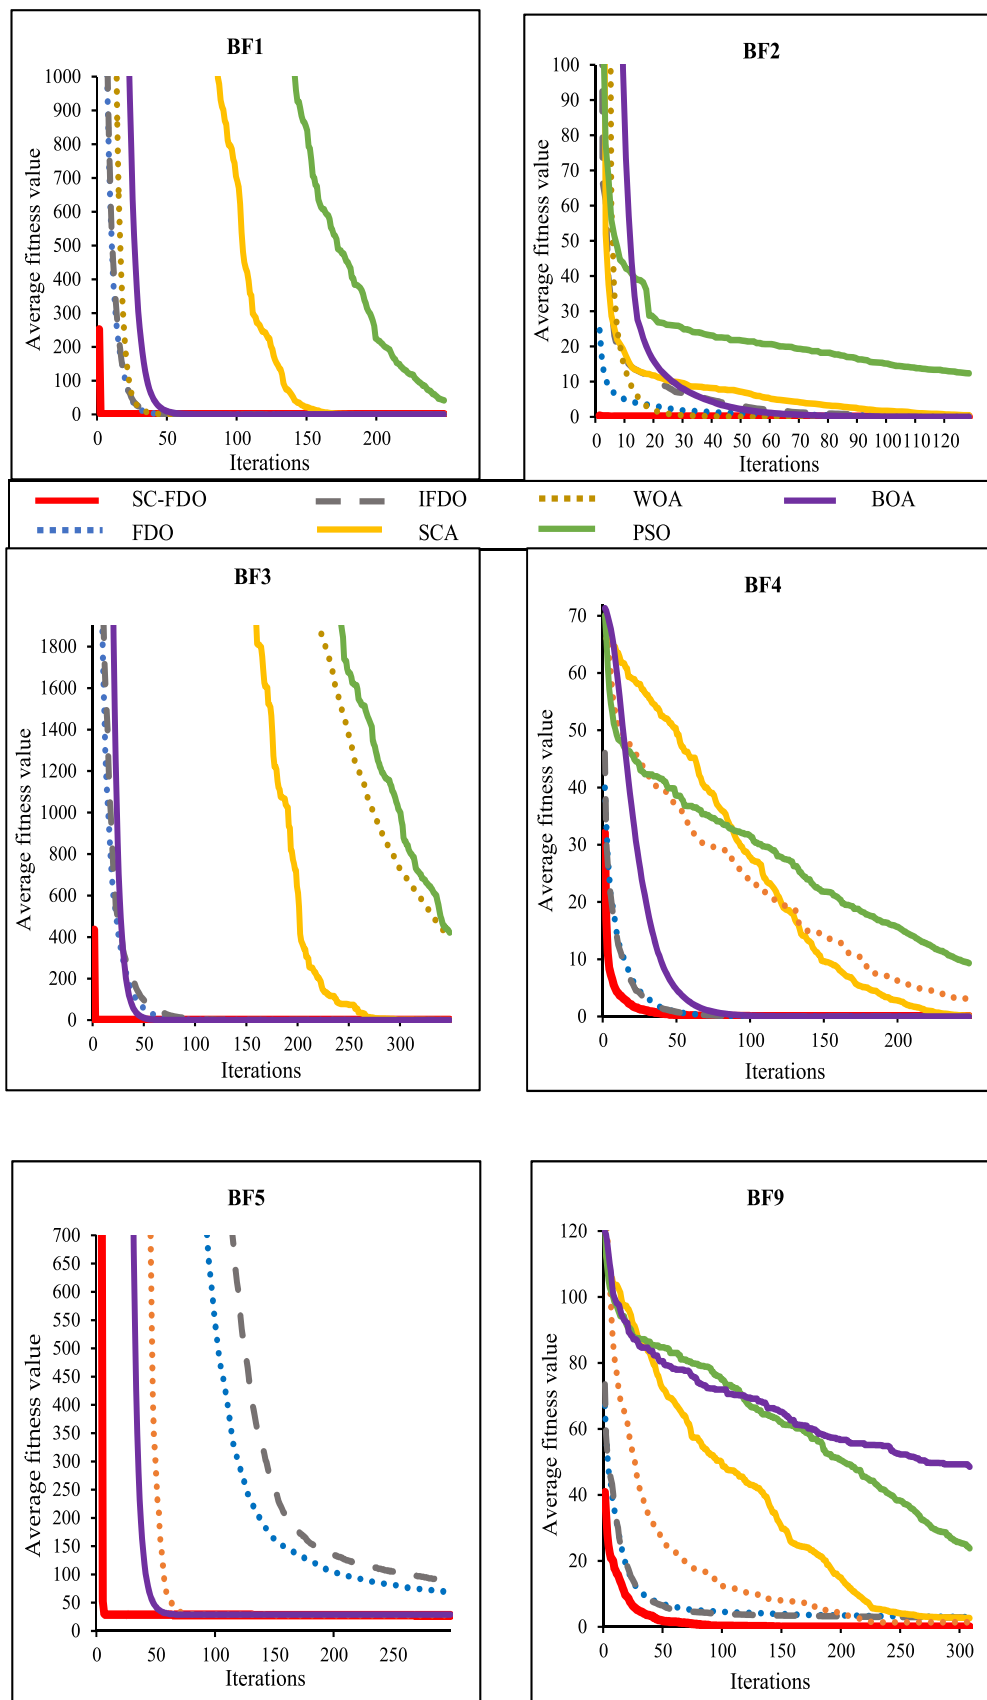 BF1
1000
900
800
700
600
500
400
300
200
100
0
Average fitness value
0 50 100 150 200
Iterations
BF2
100
90
80
70
60
50
40
30
20
10
0
Average fitness value
0 10 20 30 40 50 60 70 80 90 100 110 120
Iterations
SC-FDO IFDO WOA BOA
FDO SCA PSO
BF3
1800
1600
1400
1200
1000
800
600
400
200
0
Average fitness value
0 50 100 150 200 250 300
Iterations
BF4
70
60
50
40
30
20
10
0
Average fitness value
0 50 100 150 200
Iterations
BF5
700
650
600
550
500
450
400
350
300
250
200
150
100
50
0
Average fitness value
0 50 100 150 200
Iterations
BF9
120
100
80
60
40
20
0
Average fitness value
0 50 100 150 200 250 300
Iterations